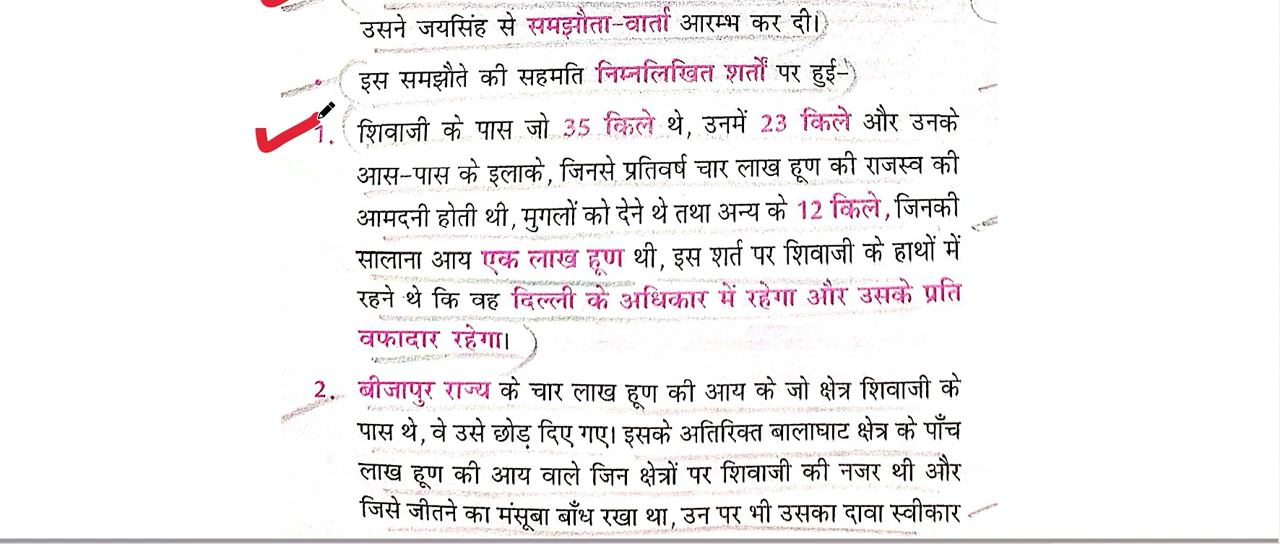 उसने जयसिंह से समझौता-वार्ता आरम्भ कर दी।
इस समझौते की सहमति निम्नलिखित शर्तों पर हुई-
1. शिवाजी के पास जो 35 किले थे, उनमें 23 किले और उनके
आस-पास के इलाके, जिनसे प्रतिवर्ष चार लाख हूण की राजस्व की
आमदनी होती थी, मुगलों को देने थे तथा अन्य के 12 किले, जिनकी
सालाना आय एक लाख हूण थी, इस शर्त पर शिवाजी के हाथों में
रहने थे कि वह दिल्ली के अधिकार में रहेगा और उसके प्रति
वफादार रहेगा।
2. बीजापुर राज्य के चार लाख हूण की आय के जो क्षेत्र शिवाजी के
पास थे, वे उसे छोड़ दिए गए। इसके अतिरिक्त बालाघाट क्षेत्र के पाँच
लाख हूण की आय वाले जिन क्षेत्रों पर शिवाजी की नजर थी और
जिसे जीतने का मंसूबा बाँध रखा था, उन पर भी उसका दावा स्वीकार